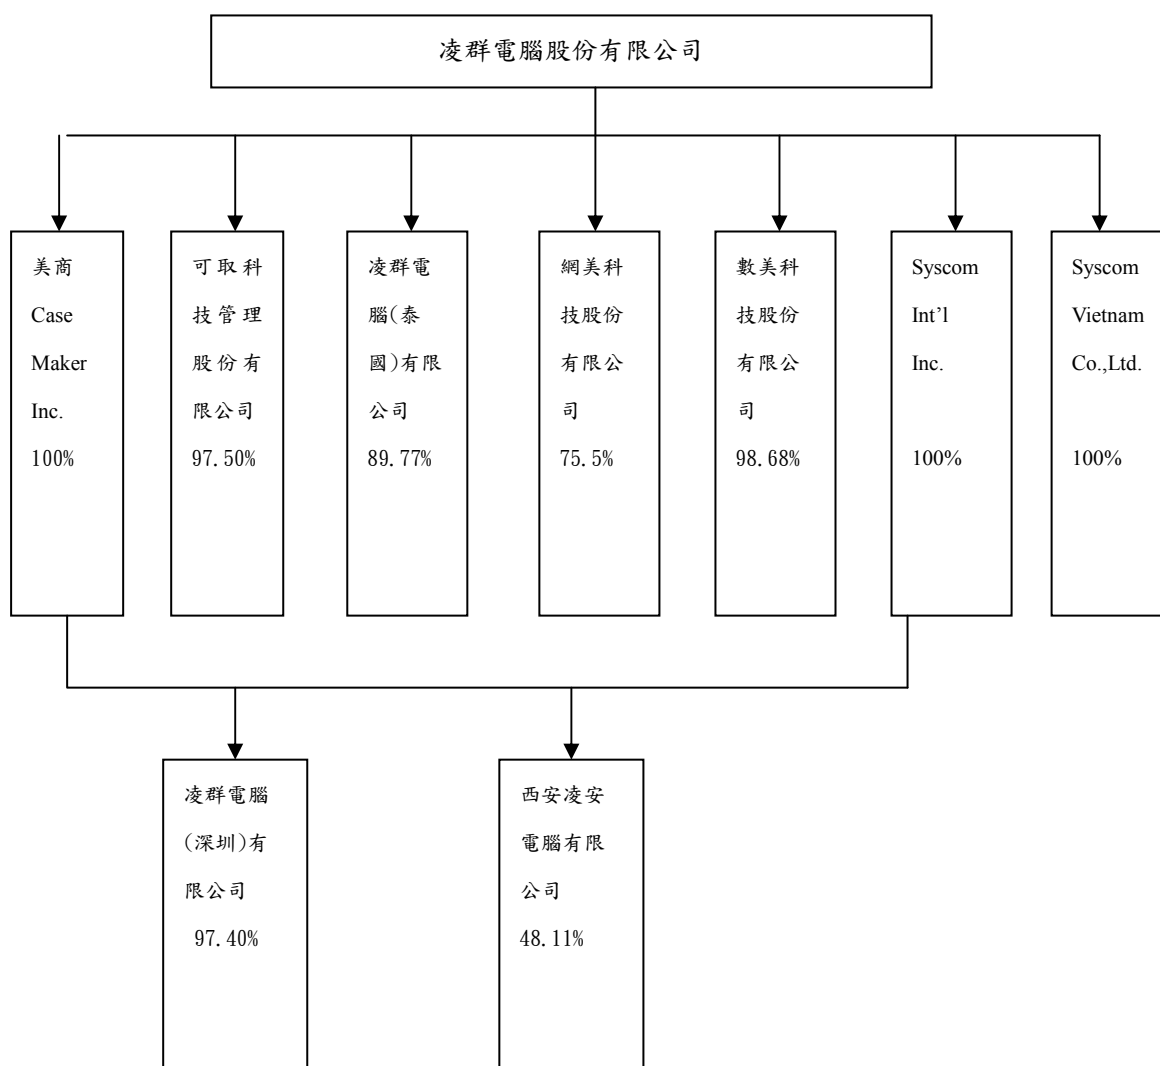 凌群電腦股份有限公司
美商
Case
Maker
Inc.
100%
可取科
技管理
股份有
限公司
97.50%
凌群電
腦(泰
國)有限
公司
89.77%
網美科
技股份
有限公
司
75.5%
數美科
技股份
有限公
司
98.68%
Syscom
Int’l
Inc.
100%
Syscom
Vietnam
Co.,Ltd.
100%
凌群電腦
(深圳)有
限公司
97.40%
西安凌安
電腦有限
公司
48.11%